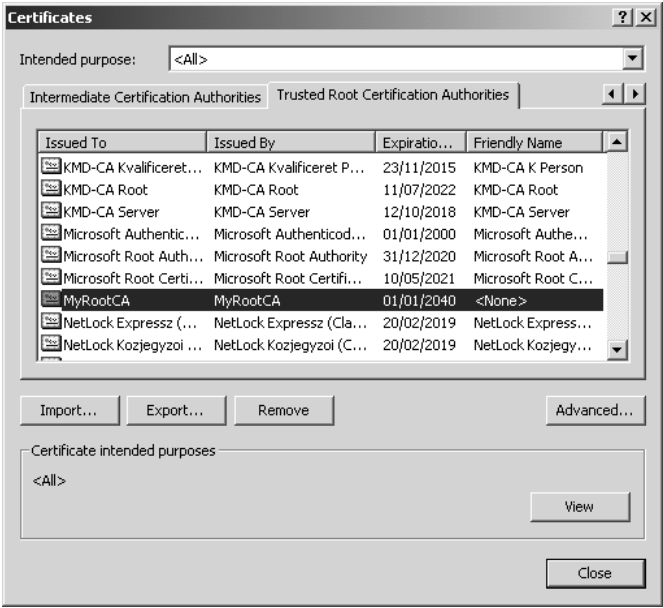 Certificates
Intended purpose: <All>
Intermediate Certification Authorities Trusted Root Certification Authorities
Issued To Issued By Expiratio... Friendly Name
KMD-CA Kvalificeret... KMD-CA Kvalificeret P... 23/11/2015 KMD-CA K Person
KMD-CA Root KMD-CA Root 11/07/2022 KMD-CA Root
KMD-CA Server KMD-CA Server 12/10/2018 KMD-CA Server
Microsoft Authentic... Microsoft Authenticod... 01/01/2000 Microsoft Authe...
Microsoft Root Auth... Microsoft Root Authority 31/12/2020 Microsoft Root A...
Microsoft Root Certi... Microsoft Root Certifi... 10/05/2021 Microsoft Root C...
MyRootCA MyRootCA 01/01/2040 <None>
NetLock Expressz (... NetLock Expressz (Cla... 20/02/2019 NetLock Express...
NetLock Kozjegyzoi ... NetLock Kozjegyzoi (C... 20/02/2019 NetLock Kozjegy...
Import... Export... Remove Advanced...
Certificate intended purposes
<All>
View
Close